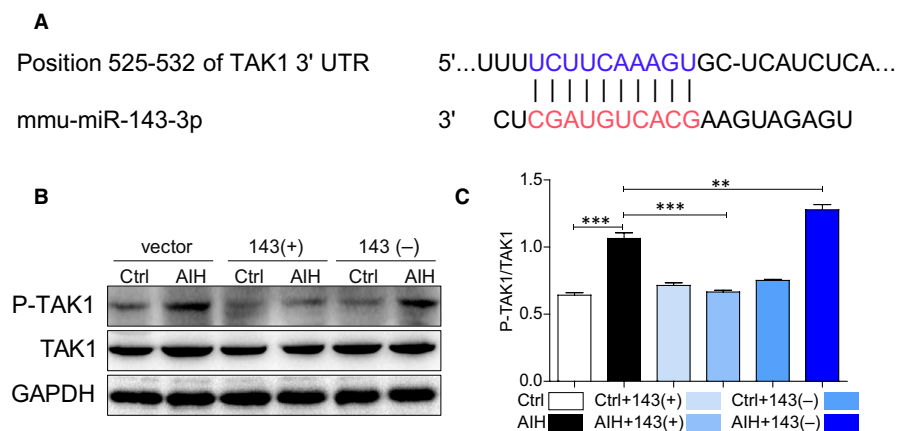 A
Position 525-532 of TAK1 3' UTR 5'...UUUUCUUCAAAGUGC-UCAUCUCA...
mmu-miR-143-3p 3' CUCGAUGUCACGAAGUAGAGU
B
vector 143(+) 143 (–)
Ctrl AIH Ctrl AIH Ctrl AIH
P-TAK1
TAK1
GAPDH
C
P-TAK1/TAK1
1.5
1.0
0.5
0.0
**
***
***
Ctrl Ctrl+143(+) Ctrl+143(–)
AIH AIH+143(+) AIH+143(–)